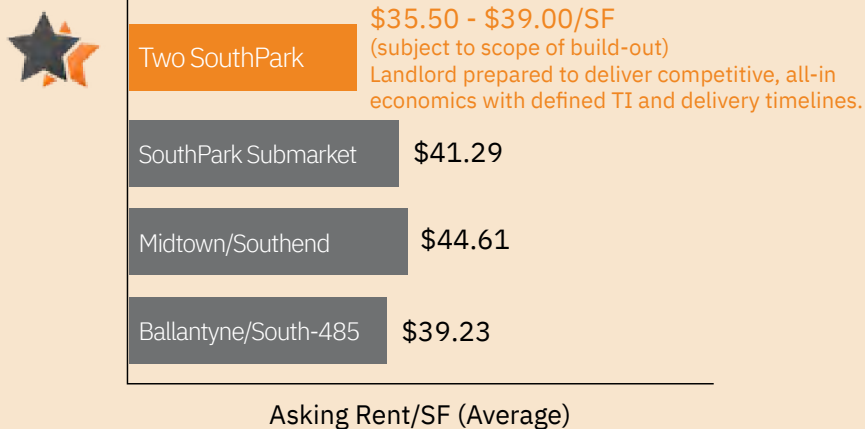 $35.50 - $39.00/SF
Two SouthPark
(subject to scope of build-out)
Landlord prepared to deliver competitive, all-in
economics with defined TI and delivery timelines.
SouthPark Submarket
$41.29
Midtown/Southend
$44.61
Ballantyne/South-485
$39.23
Asking Rent/SF (Average)